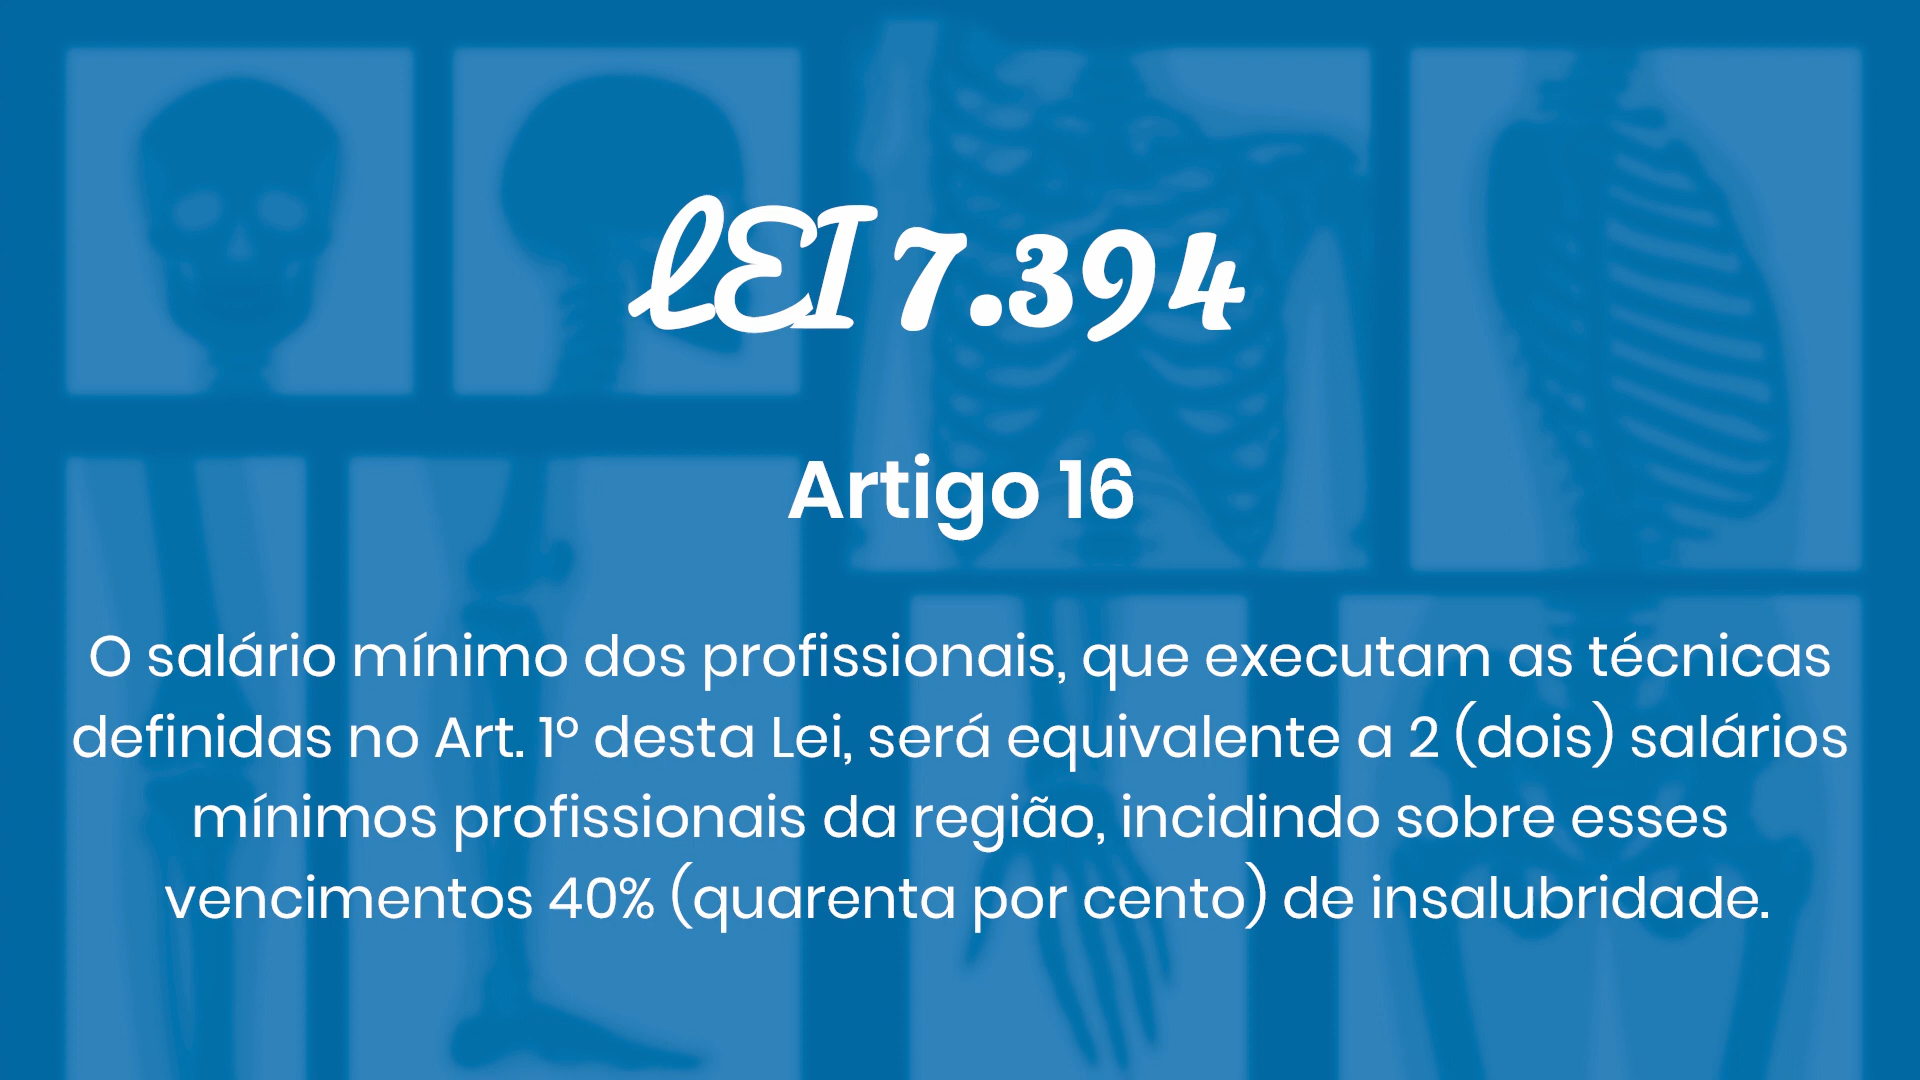 LEI 7.394
Artigo 16
O salário mínimo dos profissionais, que executam as técnicas
definidas no Art. 1º desta Lei, será equivalente a 2 (dois) salários
mínimos profissionais da região, incidindo sobre esses
vencimentos 40% (quarenta por cento) de insalubridade.